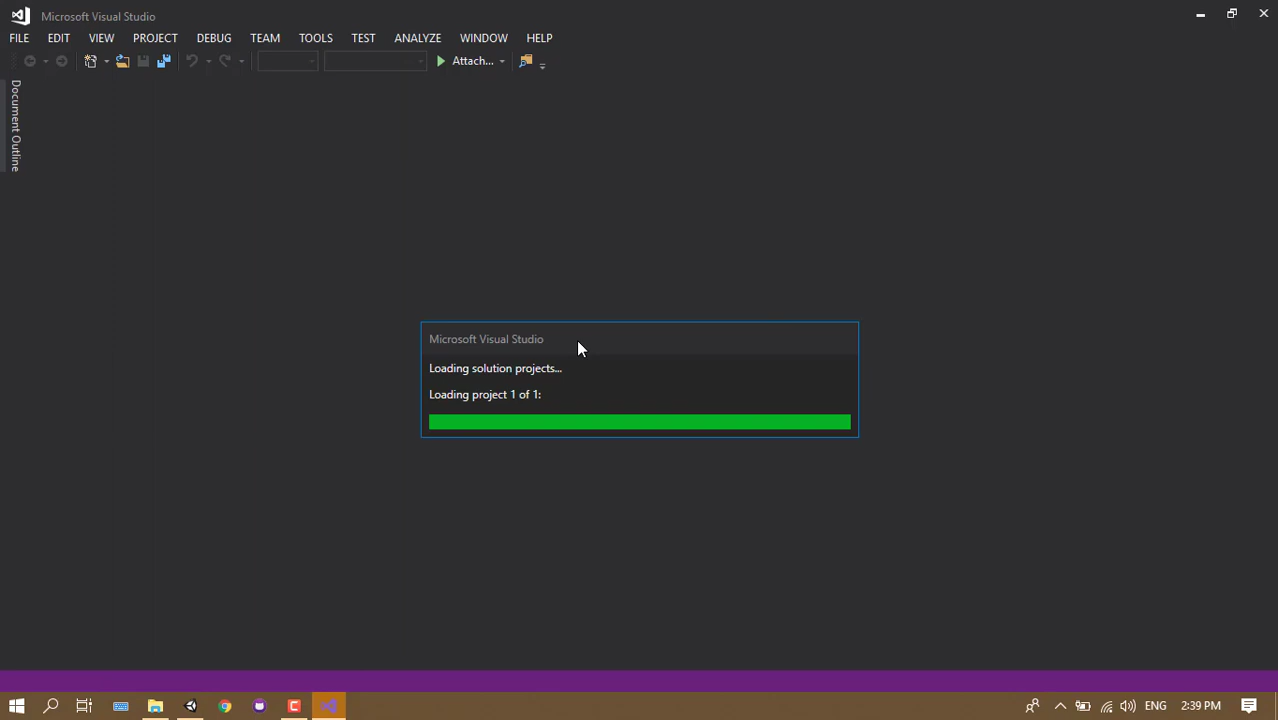 Microsoft Visual Studio
FILE EDIT VIEW PROJECT DEBUG TEAM TOOLS TEST ANALYZE WINDOW HELP
Attach...
Document Outline
Microsoft Visual Studio
Loading solution projects...
Loading project 1 of 1:
ENG 2:39 PM